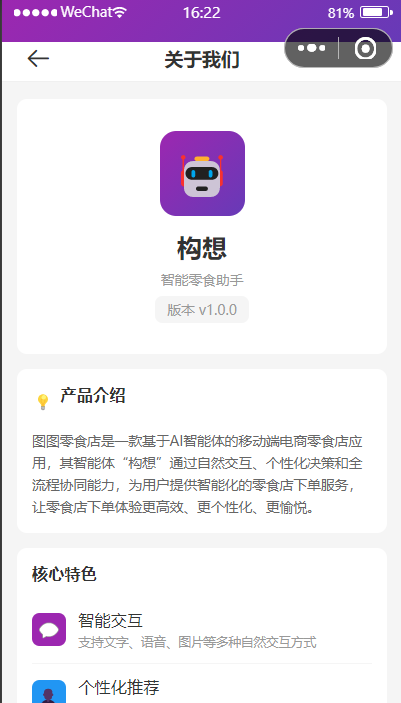 WeChat 16:22 81%
关于我们
构想
智能零食助手
版本 v1.0.0
产品介绍
图图零食店是一款基于AI智能体的移动端电商零食店应
用，其智能体“构想”通过自然交互、个性化决策和全
流程协同能力，为用户提供智能化的零食店下单服务，
让零食店下单体验更高效、更个性化、更愉悦。
核心特色
智能交互
支持文字、语音、图片等多种自然交互方式
个性化推荐